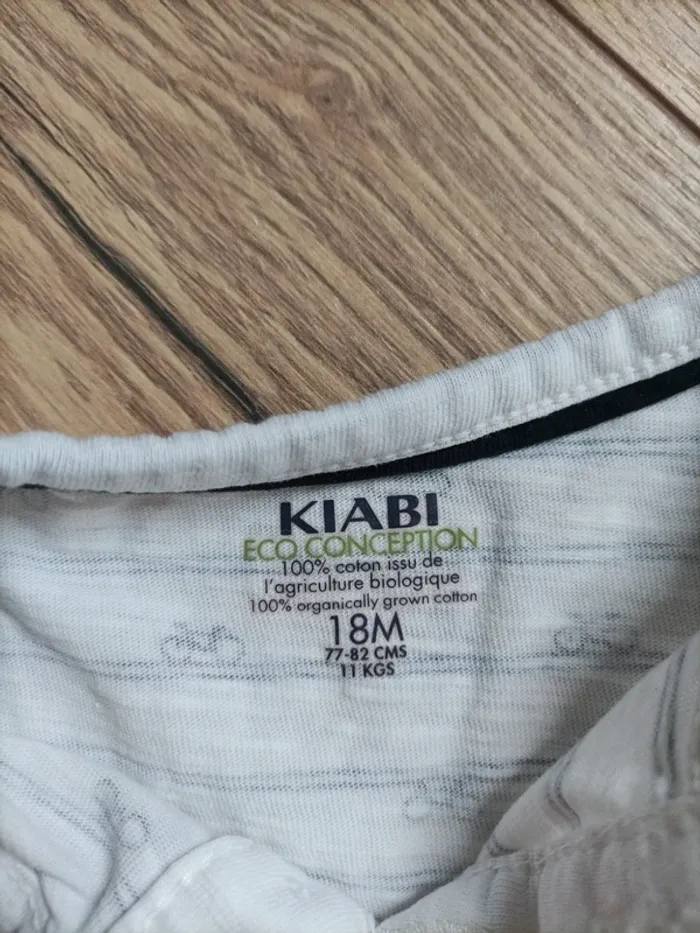 KIABI
ECO CONCEPTION
100% coton issu de
l'agriculture biologique
100% organically grown cotton
18M
77-82 CMS
11 KGS